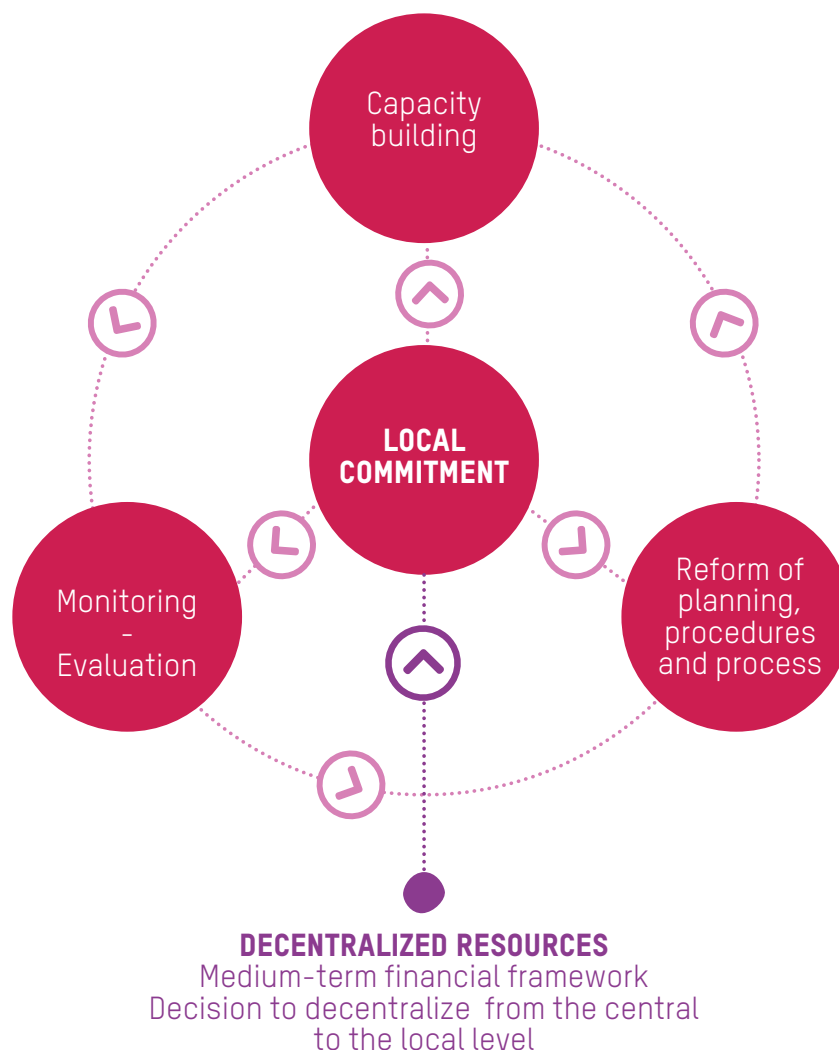 Capacity
building
LOCAL
COMMITMENT
Monitoring
-
Evaluation
Reform of
planning,
procedures
and process
DECENTRALIZED RESOURCES
Medium-term financial framework
Decision to decentralize from the central
to the local level